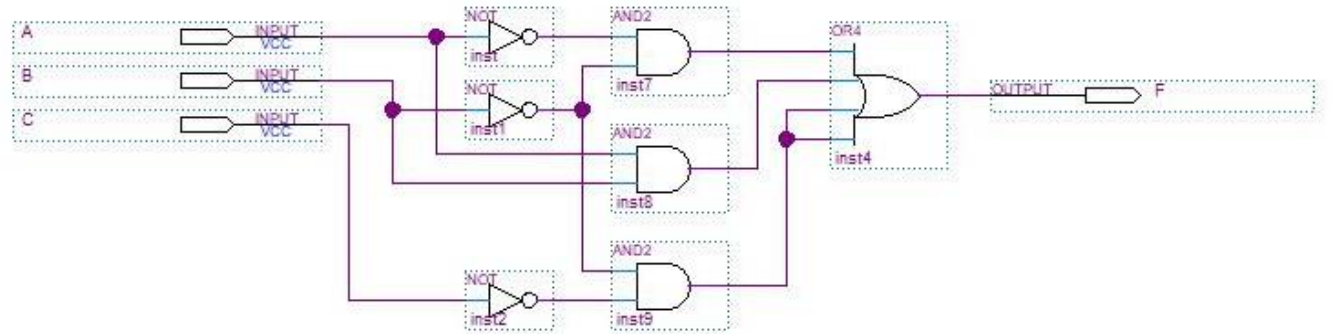 NOT
AND2
OR4
A
INPUT
VCC
inst
inst7
B
INPUT
VCC
NOT
inst1
OUTPUT
F
C
INPUT
VCC
AND2
inst4
inst8
AND2
NOT
inst2
inst9